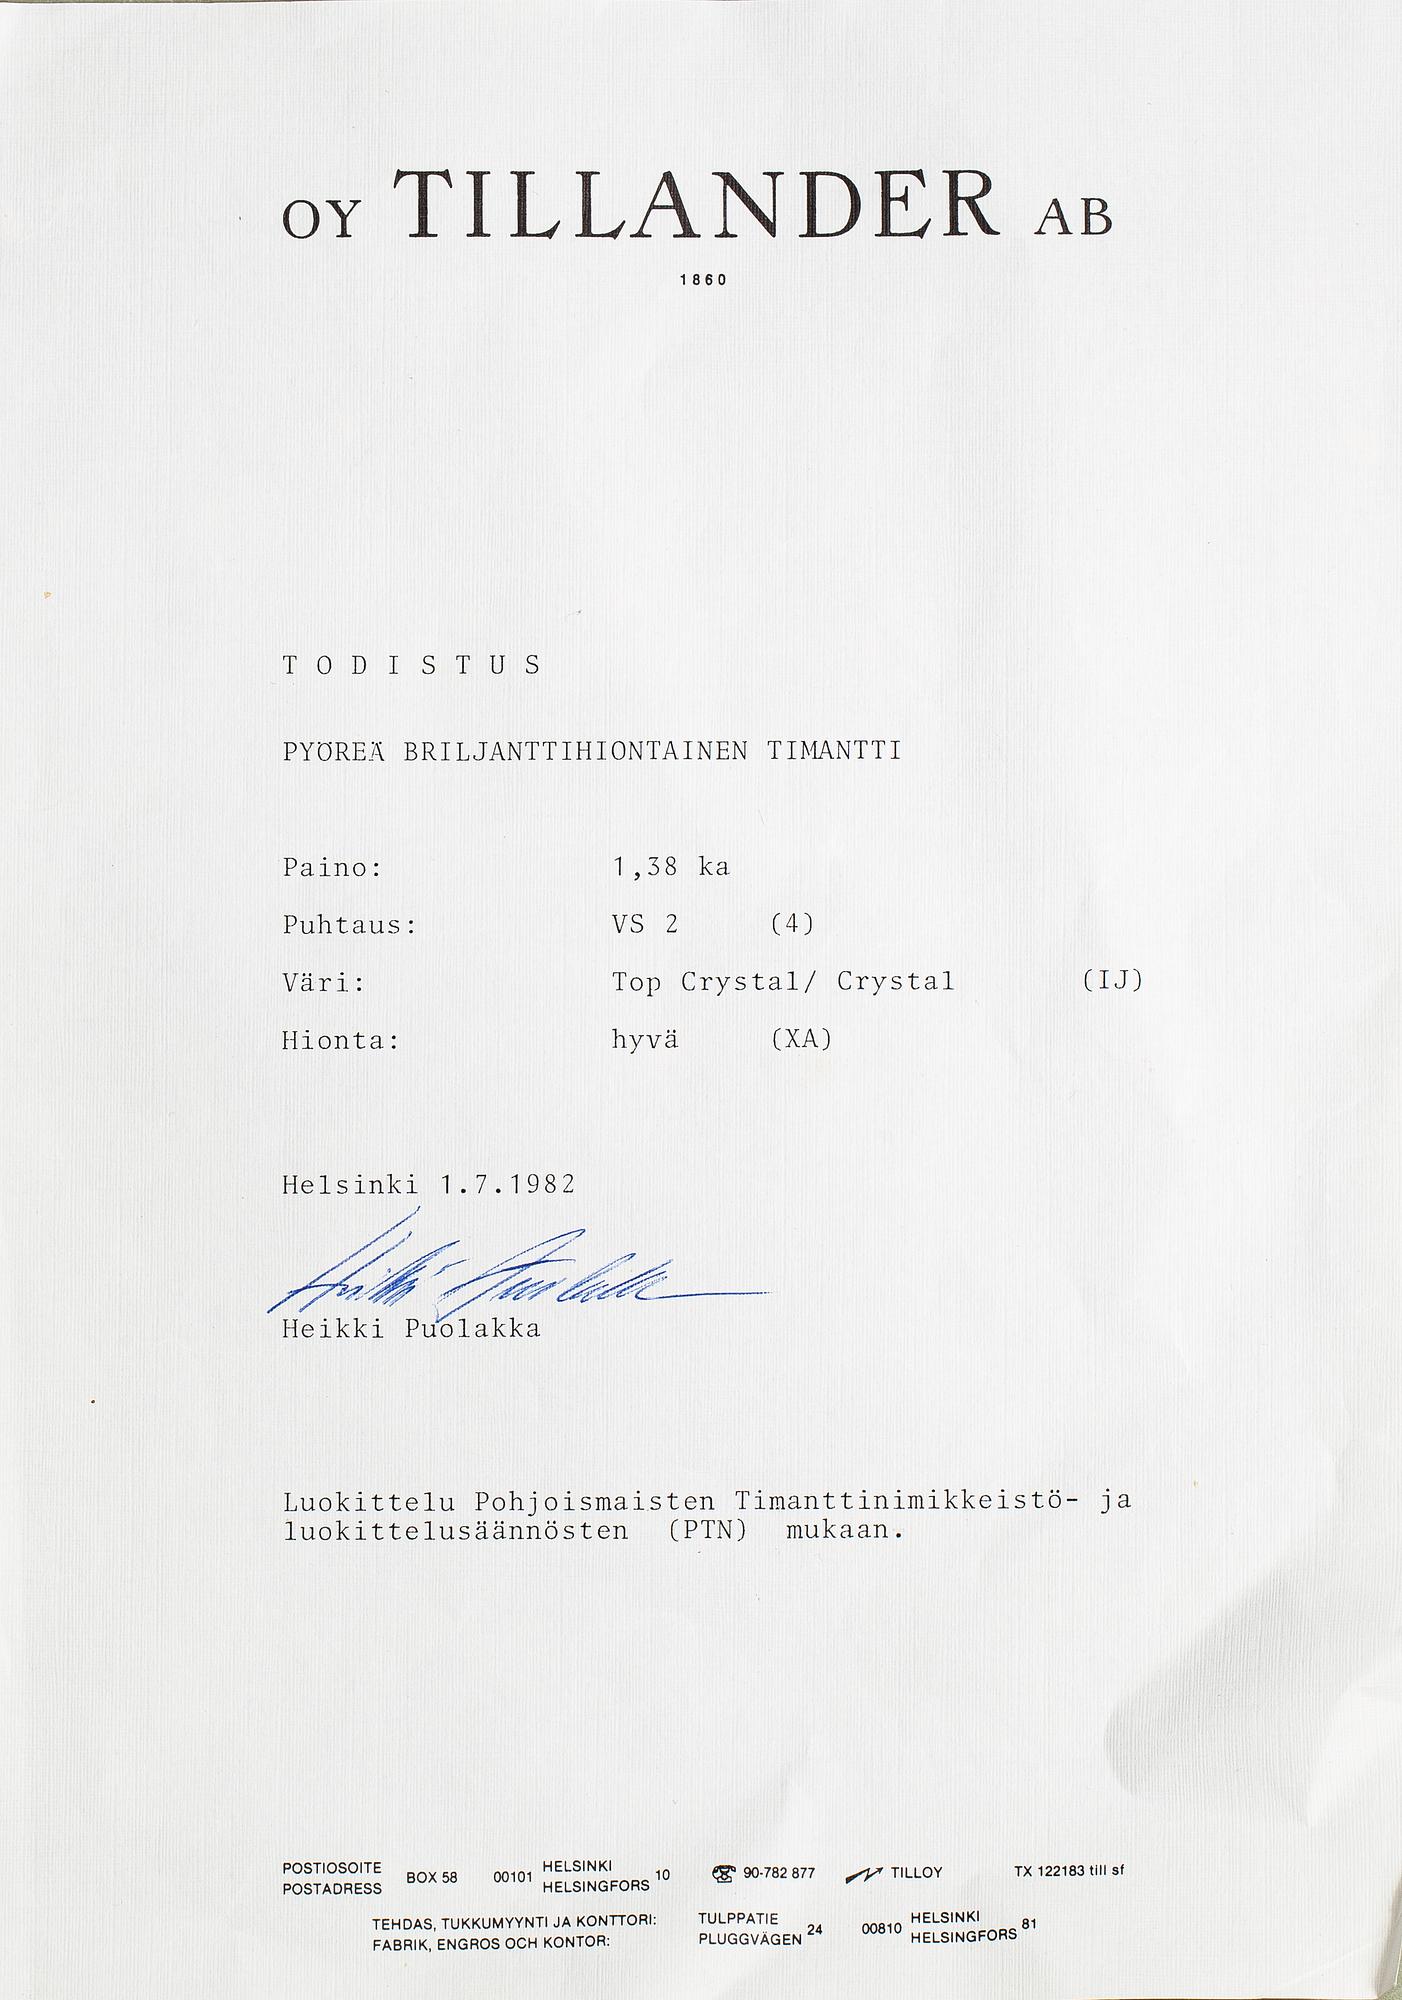 OY TILLANDER AB
1860
TODISTUS
PYÖREÄ BRILJANTTIHIONTAINEN TIMANTTI
Paino: 1,38 ka
Puhtaus: VS 2 (4)
Väri: Top Crystal/ Crystal (IJ)
Hionta: hyvä (XA)
Helsinki 1.7.1982
Heikki Puolakka
Heikki Puolakka
Luokittelu Pohjoismaisten Timanttinimikkeistö- ja
luokittelusäännösten (PTN) mukaan.
POSTIOSOITE BOX 58 00101 HELSINKI 10 90-782 877 TILLOY TX 122183 till sf
POSTADRESS HELSINGFORS
TEHDAS, TUKKUMYYNTI JA KONTTORI: TULPPATIE 24 00810 HELSINKI 81
FABRIK, ENGROS OCH KONTOR: PLUGGVÄGEN HELSINGFORS